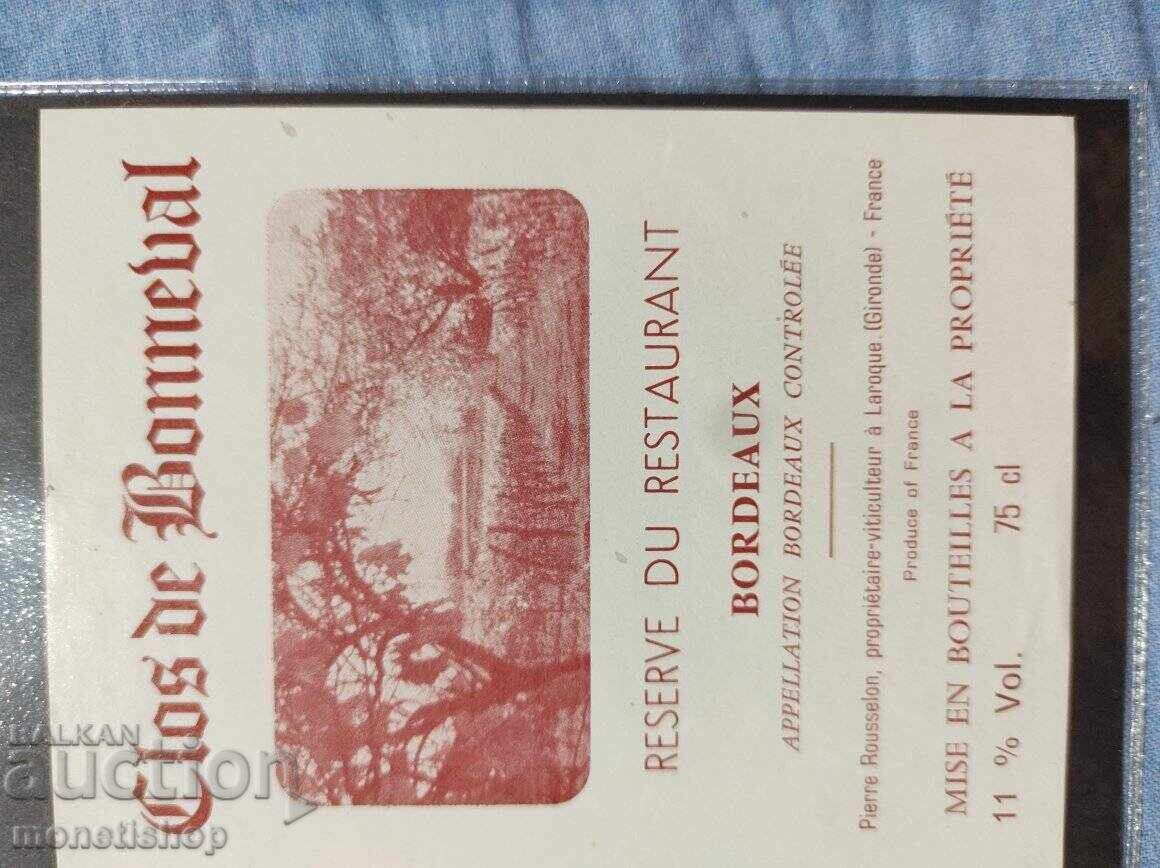 Clos de Bonneval
RESERVE DU RESTAURANT
BORDEAUX
APPELLATION BORDEAUX CONTROLÉE
Pierre Rousselon, propriétaire-viticulteur à Laroque (Gironde) - France
Produce of France
MISE EN BOUTEILLES A LA PROPRIÉTÉ
11 % Vol. 75 cl
BALKAN
auction
monetishop